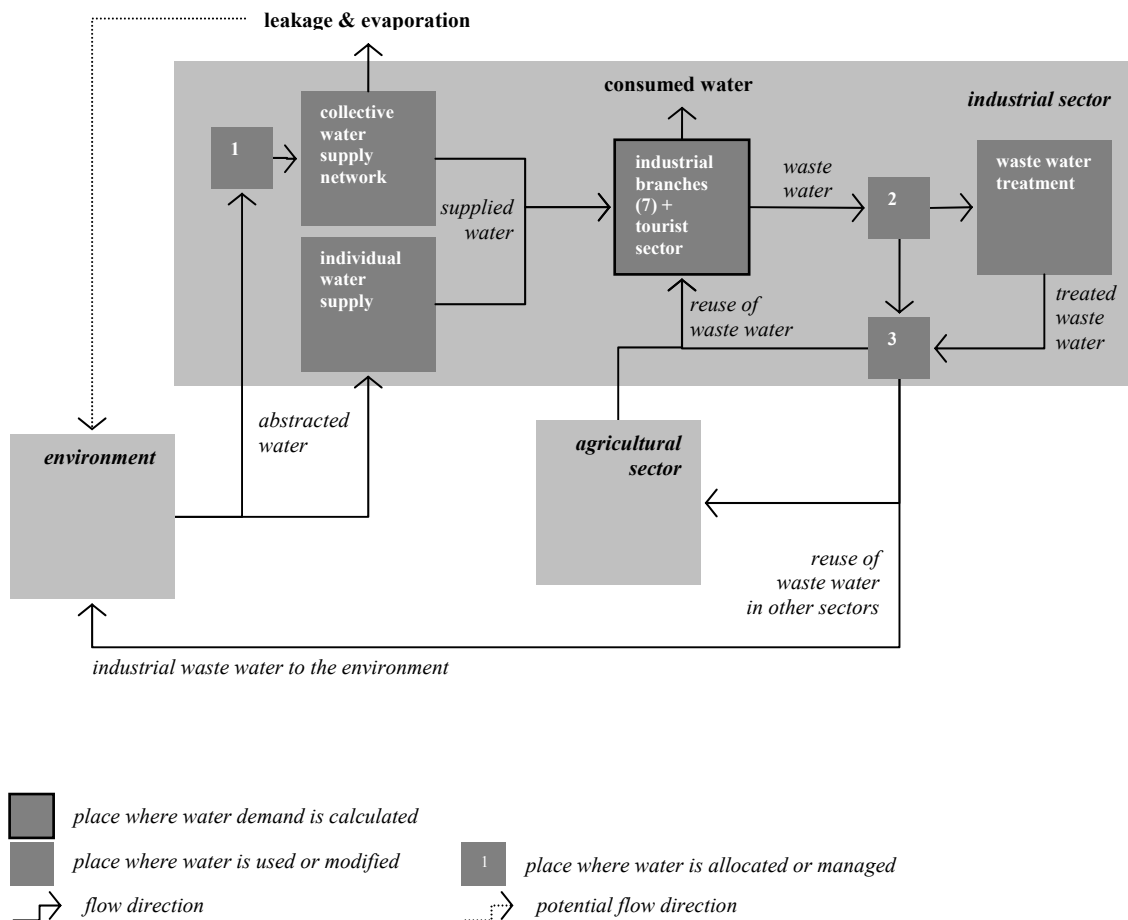 leakage & evaporation
collective
water
supply
network
1
individual
water
supply
supplied
water
consumed water
industrial
branches
(7) +
tourist
sector
industrial sector
waste
water
2
waste water
treatment
treated
waste
water
3
reuse of
waste water
abstracted
water
environment
agricultural
sector
reuse of
waste water
in other sectors
industrial waste water to the environment
place where water demand is calculated
place where water is used or modified
1
place where water is allocated or managed
flow direction
potential flow direction